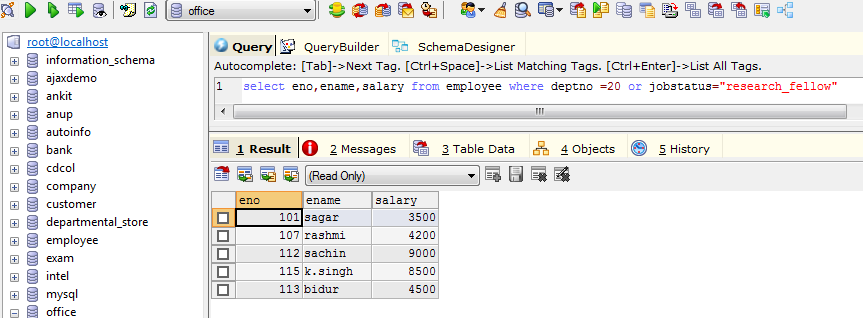 office
root@localhost
information_schema
ajaxdemo
ankit
anup
autoinfo
bank
cdcol
company
customer
departmental_store
employee
exam
intel
mysql
office
Query QueryBuilder SchemaDesigner
Autocomplete: [Tab]->Next Tag. [Ctrl+Space]->List Matching Tags. [Ctrl+Enter]->List All Tags.
1 select eno,ename,salary from employee where deptno =20 or jobstatus="research_fellow"
1 Result 2 Messages 3 Table Data 4 Objects 5 History
(Read Only)
eno ename salary
101 sagar 3500
107 rashmi 4200
112 sachin 9000
115 k.singh 8500
113 bidur 4500